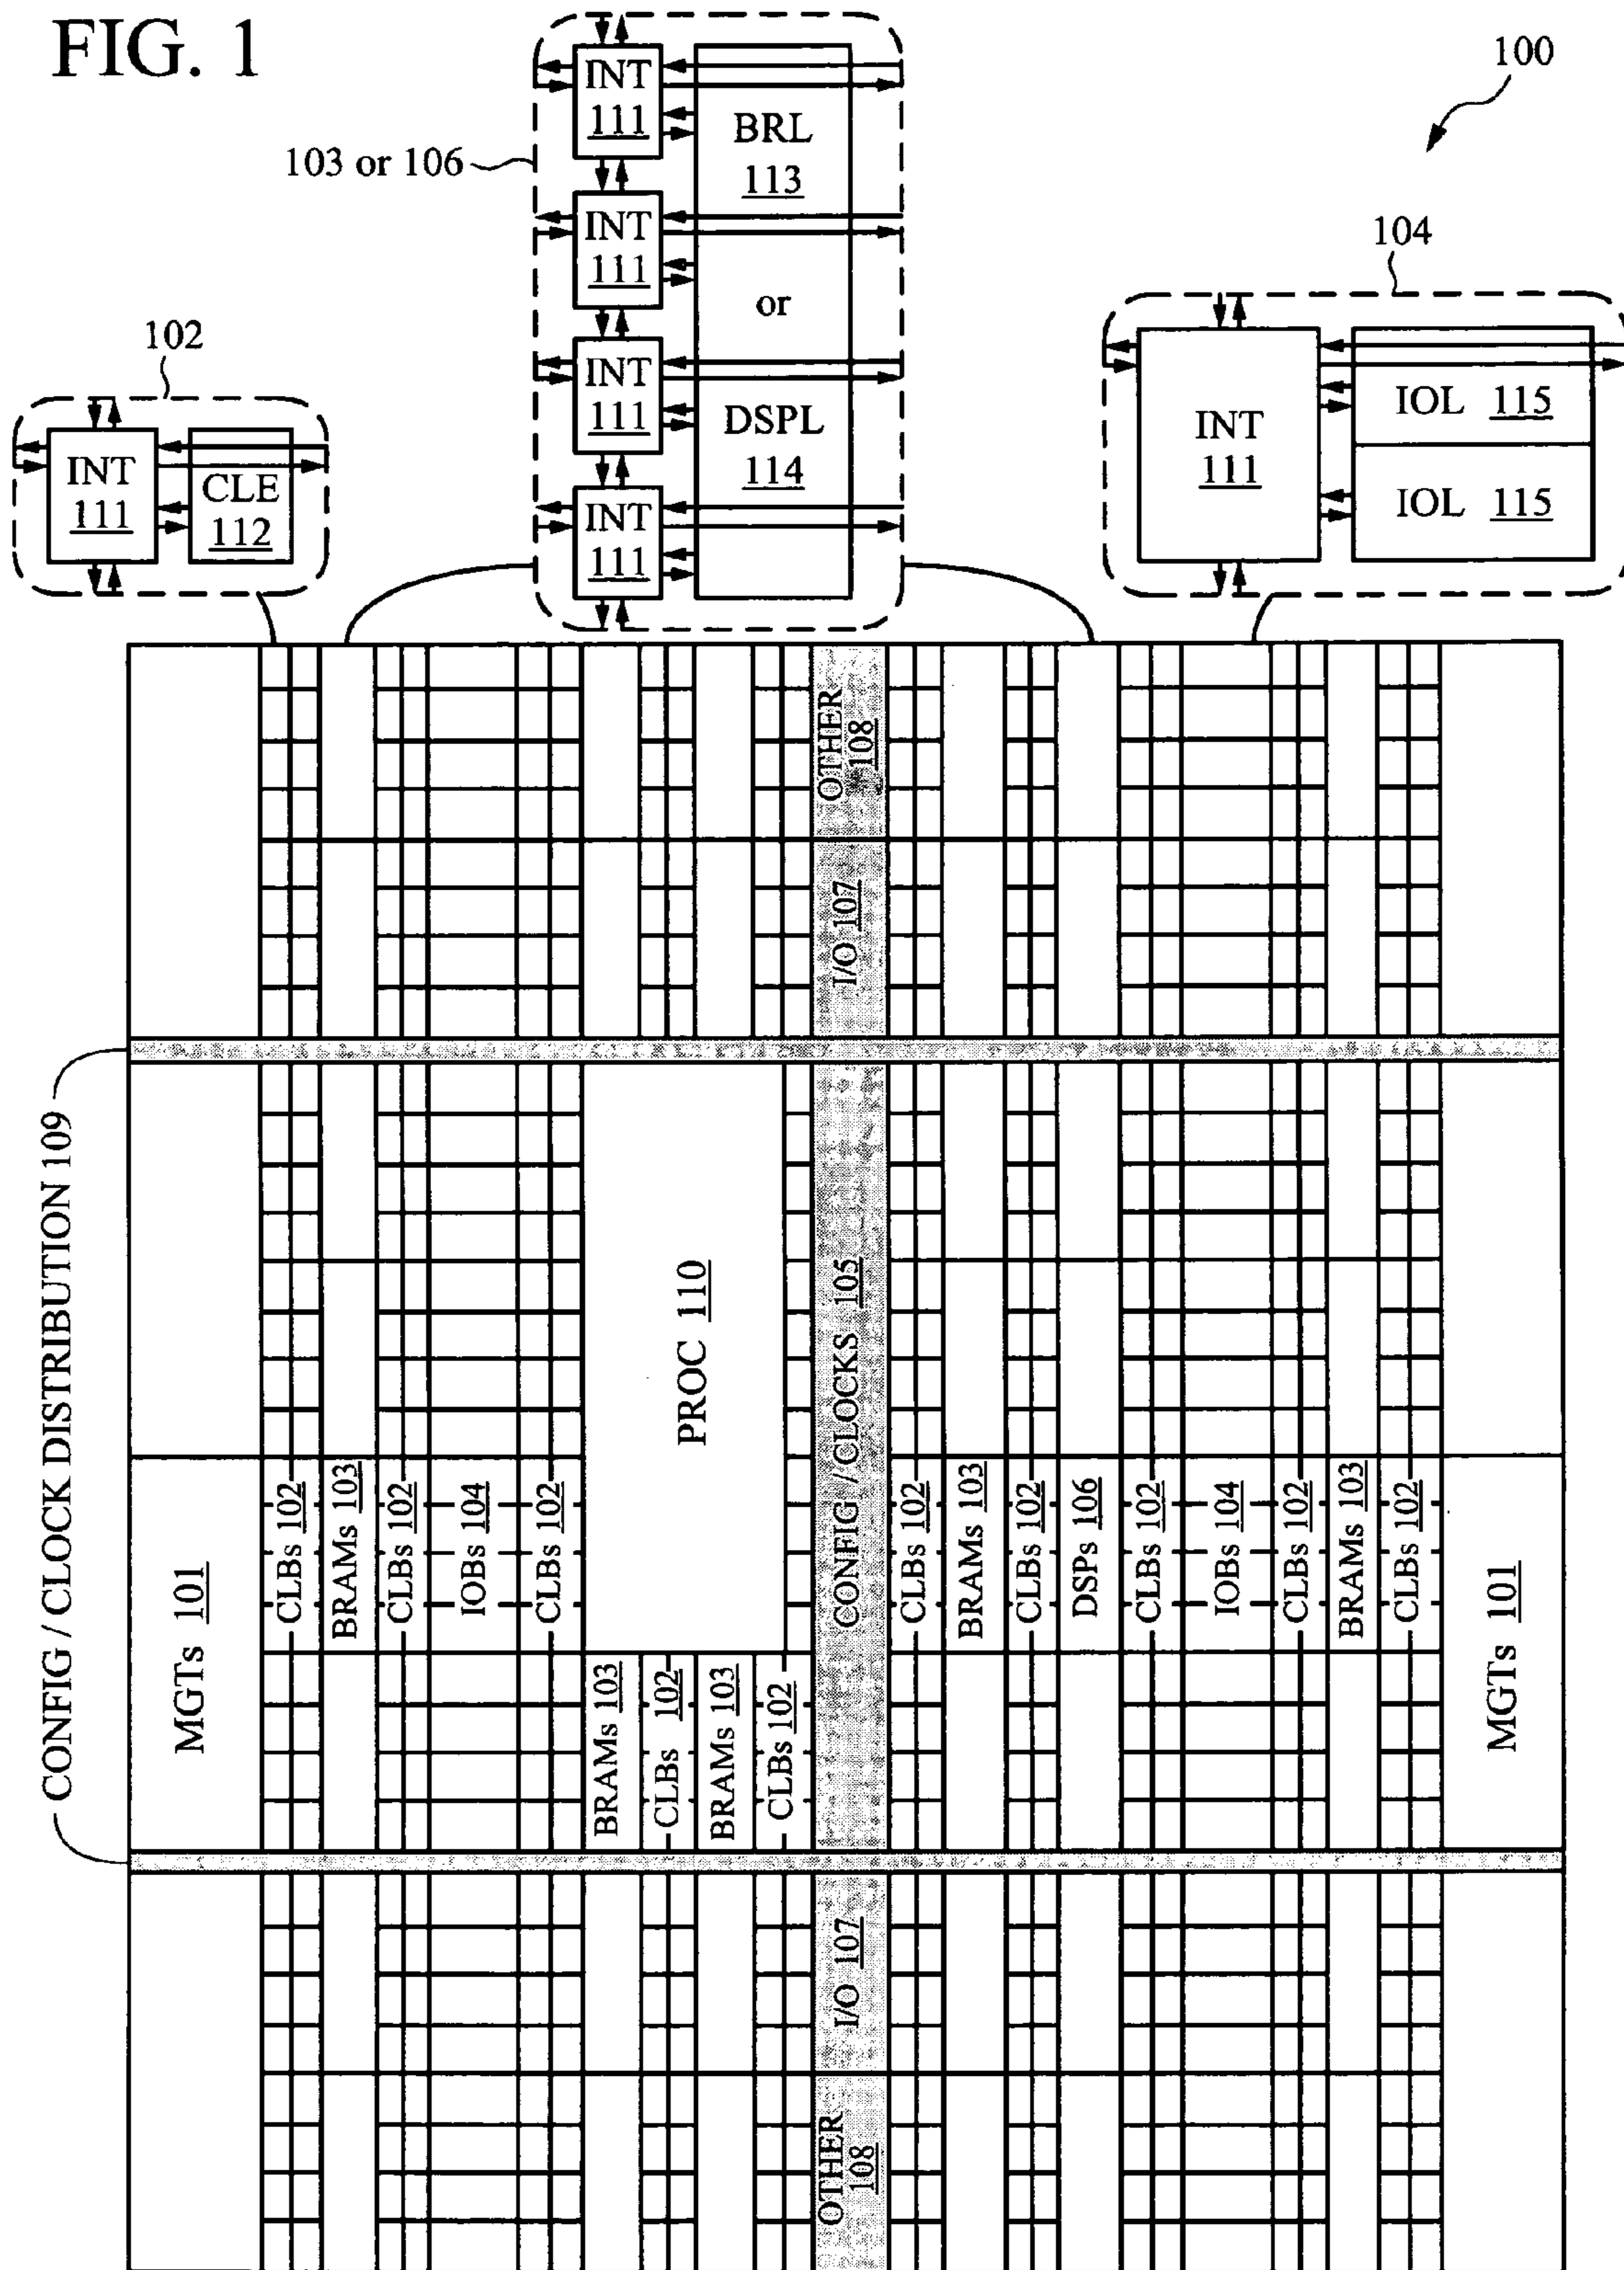 FIG. 1
100
103 or 106
INT
111
INT
111
INT
111
INT
111
BRL
113
or
DSPL
114
104
INT
111
IOL 115
IOL 115
102
INT
111
CLE
112
OTHER
108
I/O 107
CONFIG / CLOCK DISTRIBUTION 109
PROC 110
CONFIG / CLOCKS 105
MGTs 101
CLBs 102
BRAMs 103
CLBs 102
IOBs 104
CLBs 102
BRAMs 103
CLBs 102
BRAMs 103
CLBs 102
CLBs 102
BRAMs 103
CLBs 102
DSPs 106
CLBs 102
IOBs 104
CLBs 102
BRAMs 103
CLBs 102
MGTs 101
I/O 107
OTHER
108